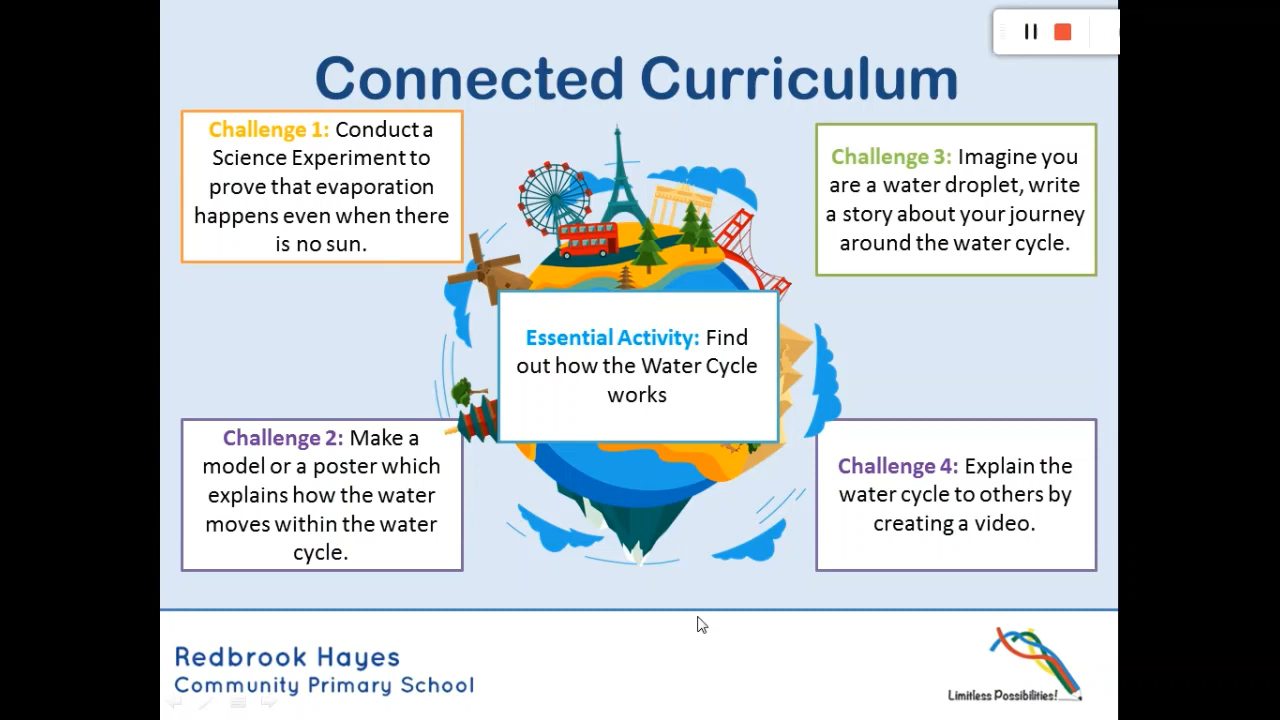 Connected Curriculum
Challenge 1: Conduct a
Science Experiment to
prove that evaporation
happens even when there
is no sun.
Challenge 3: Imagine you
are a water droplet, write
a story about your journey
around the water cycle.
Essential Activity: Find
out how the Water Cycle
works
Challenge 2: Make a
model or a poster which
explains how the water
moves within the water
cycle.
Challenge 4: Explain the
water cycle to others by
creating a video.
Redbrook Hayes
Community Primary School
Limitless Possibilities!